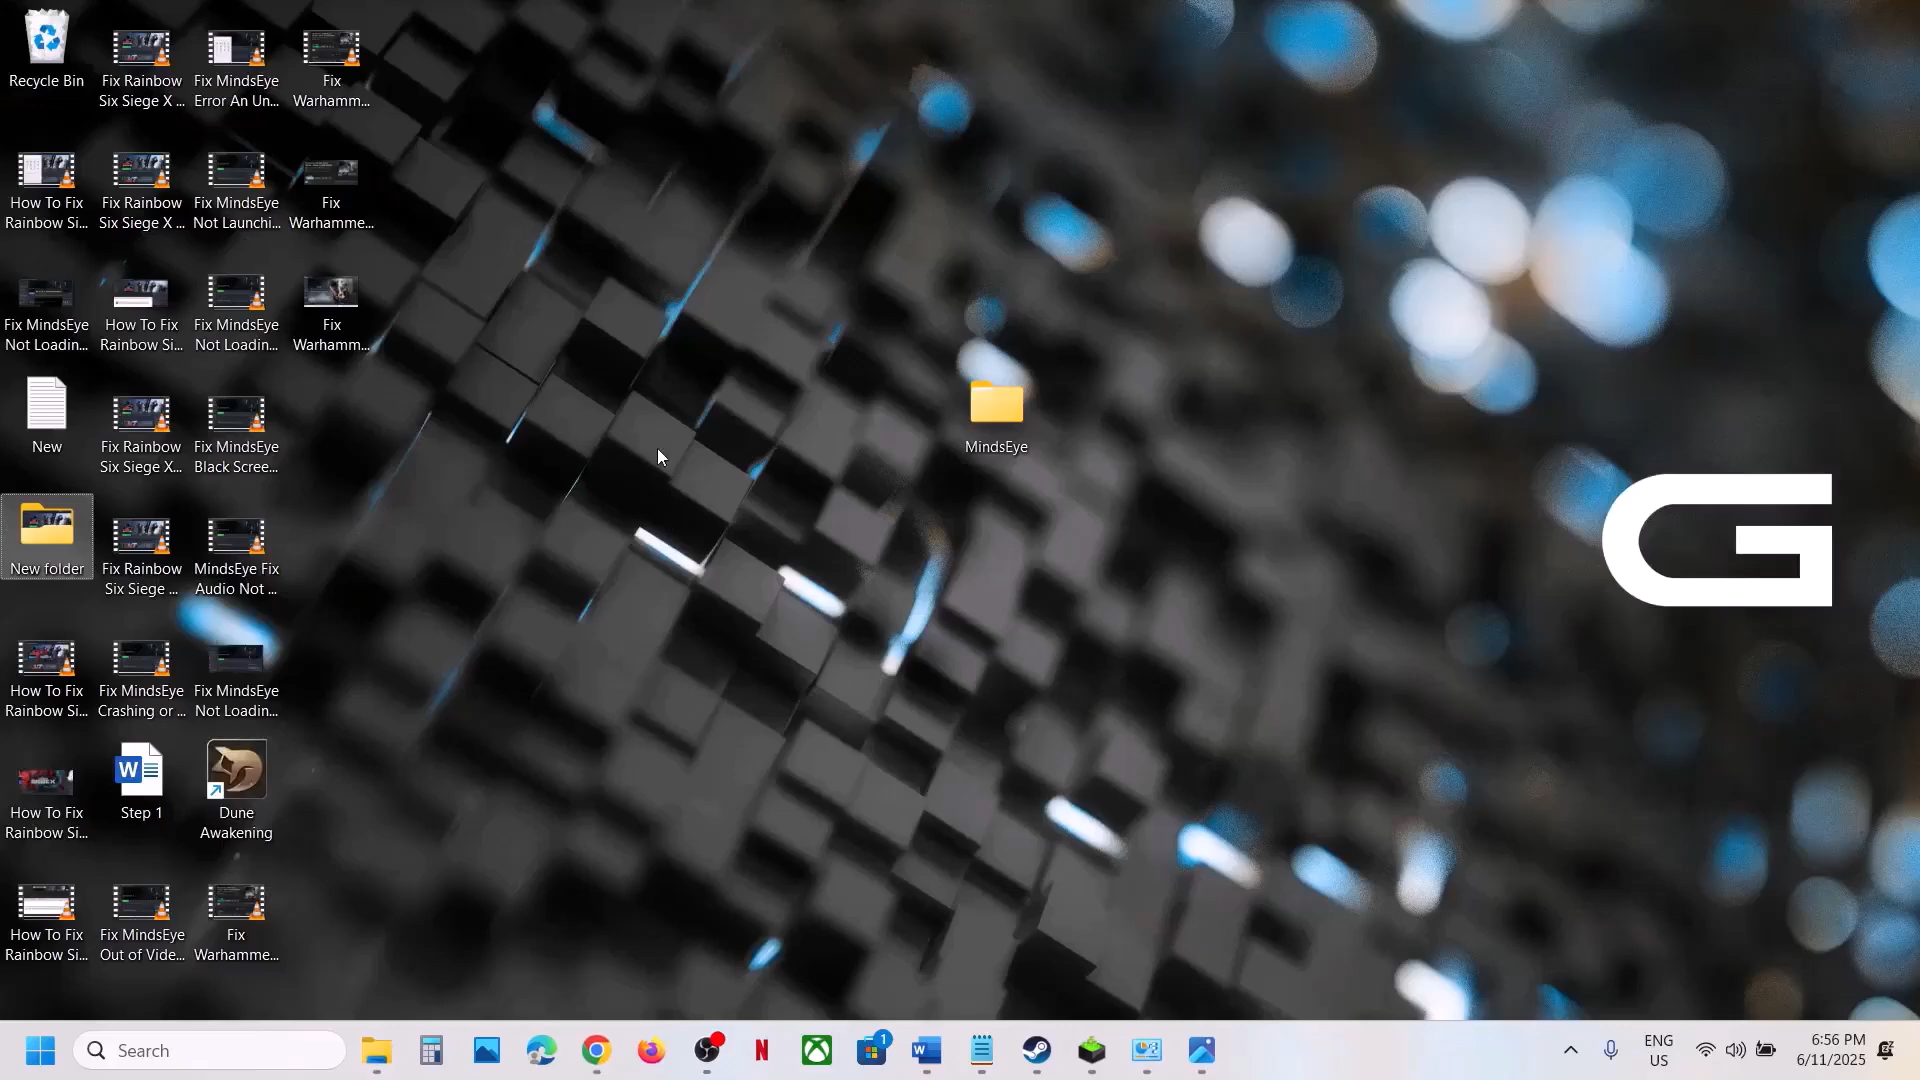 Recycle Bin
Fix Rainbow
Six Siege X ...
Fix MindsEye
Error An Un...
Fix
Warhamm...
How To Fix
Rainbow Si...
Fix Rainbow
Six Siege X ...
Fix MindsEye
Not Launchi...
Fix
Warhamme...
Fix MindsEye
Not Loadin...
How To Fix
Rainbow Si...
Fix MindsEye
Not Loadin...
Fix
Warhamm...
New
Fix Rainbow
Six Siege X...
Fix MindsEye
Black Scree...
MindsEye
New folder
Fix Rainbow
Six Siege ...
MindsEye Fix
Audio Not ...
G
How To Fix
Rainbow Si...
Fix MindsEye
Crashing or ...
Fix MindsEye
Not Loadin...
How To Fix
Rainbow Si...
W
Step 1
Dune
Awakening
How To Fix
Rainbow Si...
Fix MindsEye
Out of Vide...
Fix
Warhamme...
Search
N
1
W
ENG
US
6:56 PM
6/11/2025